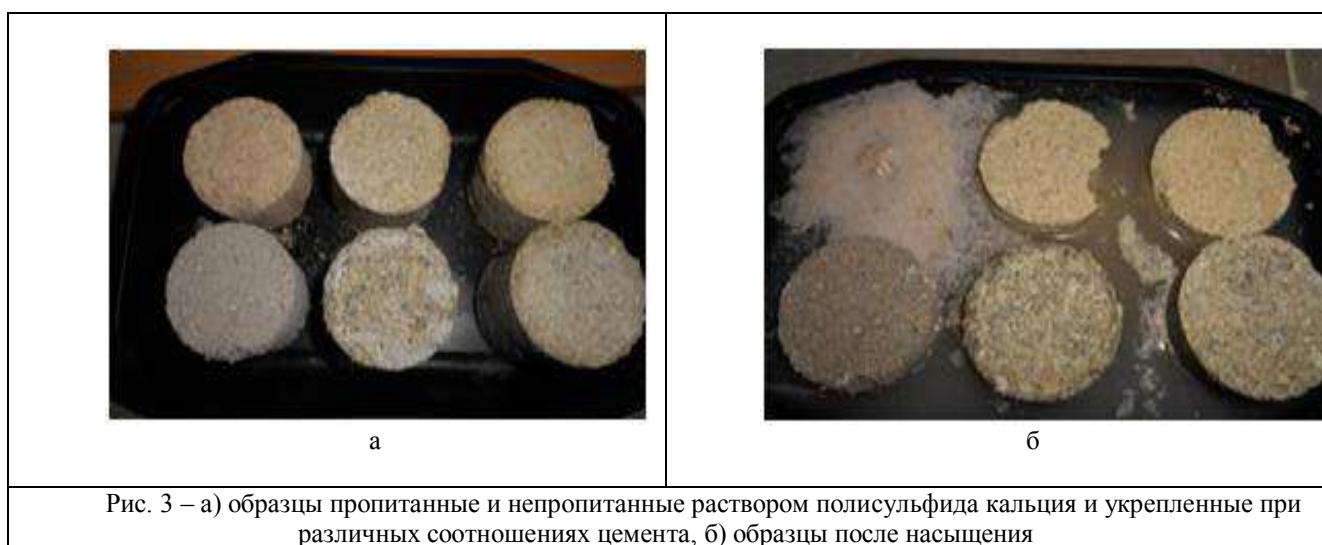 а
б
Рис. 3 – а) образцы пропитанные и непропитанные раствором полисульфида кальция и укрепленные при
различных соотношениях цемента, б) образцы после насыщения